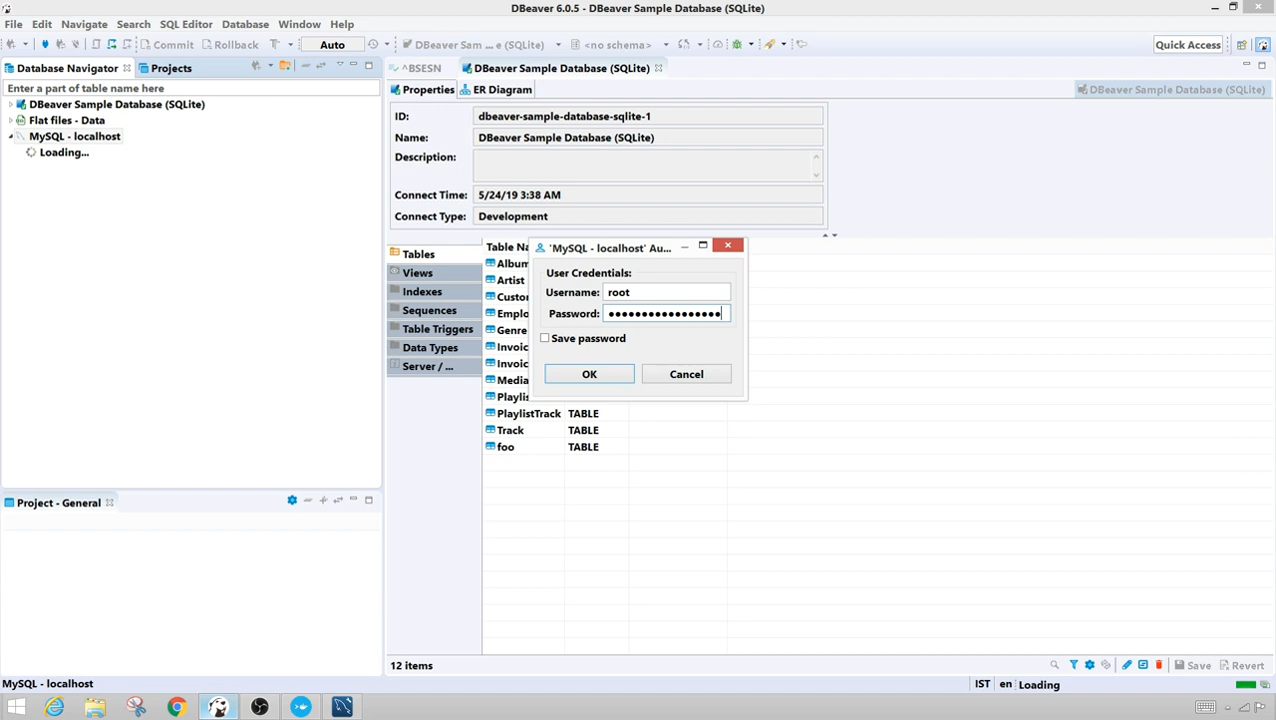 DBeaver 6.0.5 - DBeaver Sample Database (SQLite)
File Edit Navigate Search SQL Editor Database Window Help
Commit Rollback T Auto DBeaver Sam ... e (SQLite) <no schema> Quick Access
Database Navigator Projects
BSESN DBeaver Sample Database (SQLite)
Enter a part of table name here
Properties ER Diagram DBeaver Sample Database (SQLite)
DBeaver Sample Database (SQLite)
Flat files - Data
MySQL - localhost
Loading...
ID: dbeaver-sample-database-sqlite-1
Name: DBeaver Sample Database (SQLite)
Description:
Connect Time: 5/24/19 3:38 AM
Connect Type: Development
Tables
Views
Indexes
Sequences
Table Triggers
Data Types
Server / ...
Table Na
Album
Artist
Custor
Emplo
Genre
Invoic
Invoic
Media
Playlis
PlaylistTrack TABLE
Track TABLE
foo TABLE
'MySQL - localhost' Au...
User Credentials:
Username: root
Password: ●●●●●●●●●●●●●●●●●
Save password
OK Cancel
Project - General
12 items
Save Revert
MySQL - localhost
IST en Loading